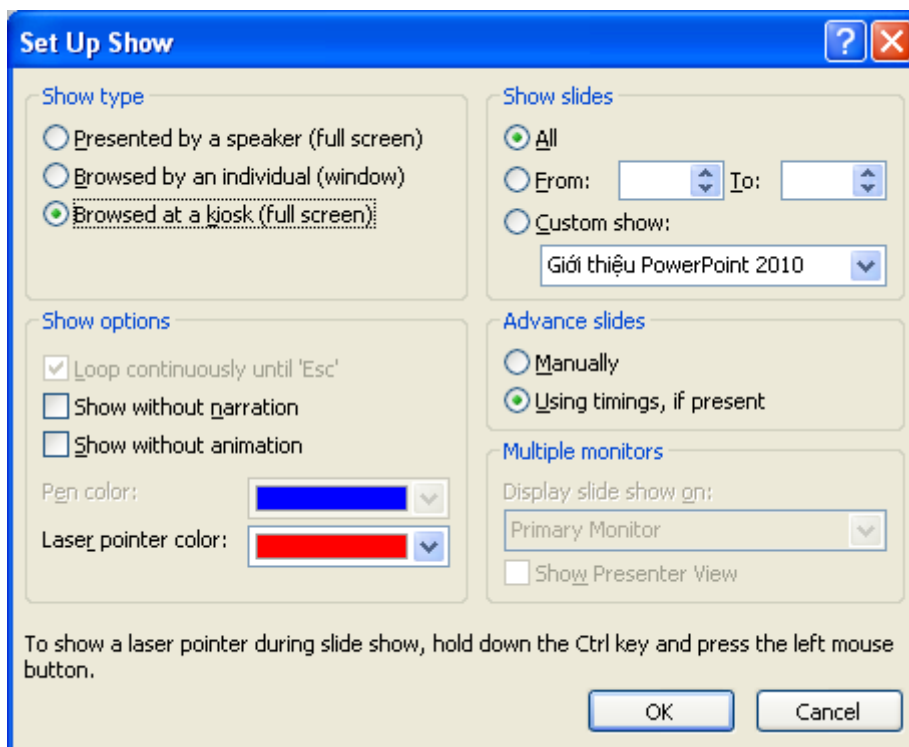 Set Up Show
Show type
Presented by a speaker (full screen)
Browsed by an individual (window)
Browsed at a kiosk (full screen)
Show slides
All
From: To:
Custom show:
Giới thiệu PowerPoint 2010
Show options
Loop continuously until 'Esc'
Show without narration
Show without animation
Pen color:
Laser pointer color:
Advance slides
Manually
Using timings, if present
Multiple monitors
Display slide show on:
Primary Monitor
Show Presenter View
To show a laser pointer during slide show, hold down the Ctrl key and press the left mouse
button.
OK Cancel